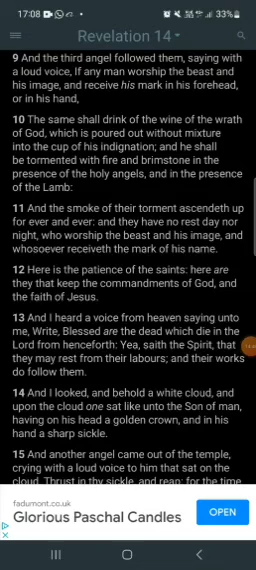 17:08
33%
Revelation 14
9 And the third angel followed them, saying with
a loud voice, If any man worship the beast and
his image, and receive his mark in his forehead,
or in his hand,
10 The same shall drink of the wine of the wrath
of God, which is poured out without mixture
into the cup of his indignation; and he shall
be tormented with fire and brimstone in the
presence of the holy angels, and in the presence
of the Lamb:
11 And the smoke of their torment ascendeth up
for ever and ever: and they have no rest day nor
night, who worship the beast and his image, and
whosoever receiveth the mark of his name.
12 Here is the patience of the saints: here are
they that keep the commandments of God, and
the faith of Jesus.
13 And I heard a voice from heaven saying unto
me, Write, Blessed are the dead which die in the
Lord from henceforth: Yea, saith the Spirit, that
they may rest from their labours; and their works
do follow them.
14 And I looked, and behold a white cloud, and
upon the cloud one sat like unto the Son of man,
having on his head a golden crown, and in his
hand a sharp sickle.
15 And another angel came out of the temple,
crying with a loud voice to him that sat on the
cloud, Thrust in thy sickle, and reap: for the time
fadumont.co.uk
Glorious Paschal Candles
OPEN